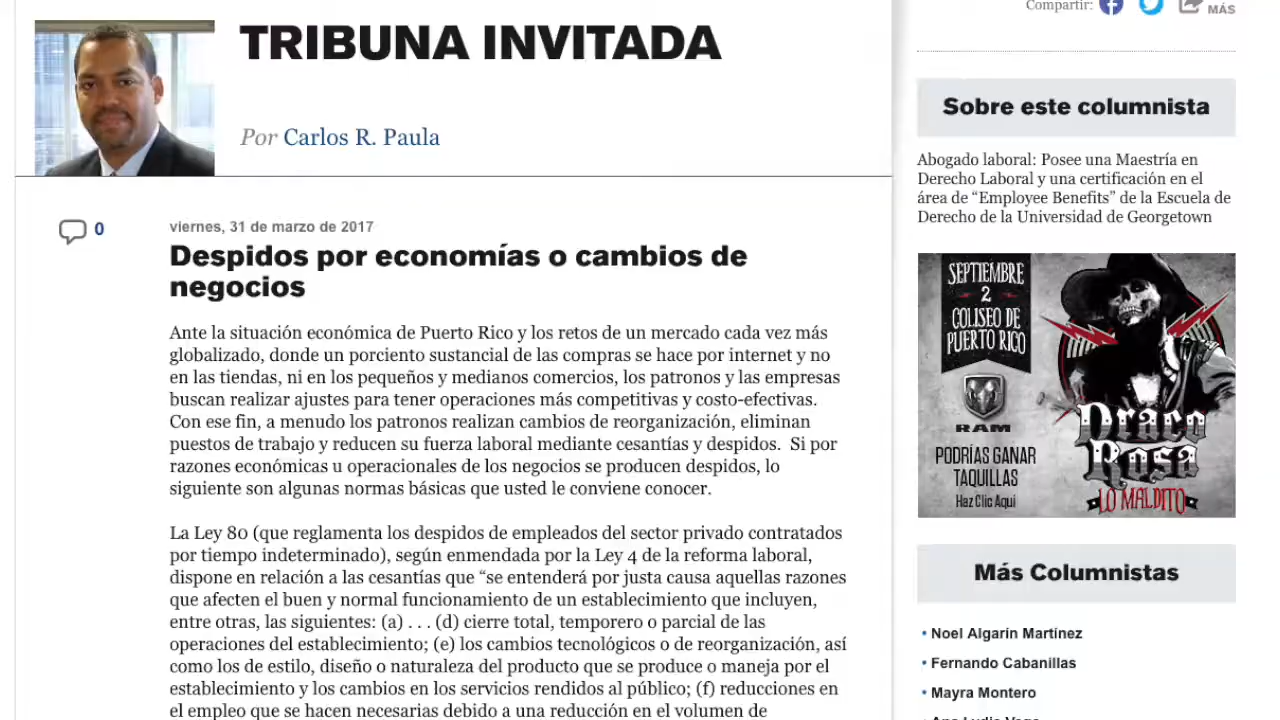 TRIBUNA INVITADA
Por Carlos R. Paula
0
viernes, 31 de marzo de 2017
Despidos por economías o cambios de
negocios
Ante la situación económica de Puerto Rico y los retos de un mercado cada vez más
globalizado, donde un porciento sustancial de las compras se hace por internet y no
en las tiendas, ni en los pequeños y medianos comercios, los patronos y las empresas
buscan realizar ajustes para tener operaciones más competitivas y costo-efectivas.
Con ese fin, a menudo los patronos realizan cambios de reorganización, eliminan
puestos de trabajo y reducen su fuerza laboral mediante cesantías y despidos.  Si por
razones económicas u operacionales de los negocios se producen despidos, lo
siguiente son algunas normas básicas que usted le conviene conocer.
La Ley 80 (que reglamenta los despidos de empleados del sector privado contratados
por tiempo indeterminado), según enmendada por la Ley 4 de la reforma laboral,
dispone en relación a las cesantías que “se entenderá por justa causa aquellas razones
que afecten el buen y normal funcionamiento de un establecimiento que incluyen,
entre otras, las siguientes: (a) . . . (d) cierre total, temporero o parcial de las
operaciones del establecimiento; (e) los cambios tecnológicos o de reorganización, así
como los de estilo, diseño o naturaleza del producto que se produce o maneja por el
establecimiento y los cambios en los servicios rendidos al público; (f) reducciones en
el empleo que se hacen necesarias debido a una reducción en el volumen de
Compartir:
MÁS
Sobre este columnista
Abogado laboral: Posee una Maestría en
Derecho Laboral y una certificación en el
área de “Employee Benefits” de la Escuela de
Derecho de la Universidad de Georgetown
SEPTIEMBRE
2
COLISEO DE
PUERTO RICO
RAM
PODRÍAS GANAR
TAQUILLAS
Haz Clic Aquí
Draco
Rosa
LO MALDITO
Más Columnistas
• Noel Algarín Martínez
• Fernando Cabanillas
• Mayra Montero